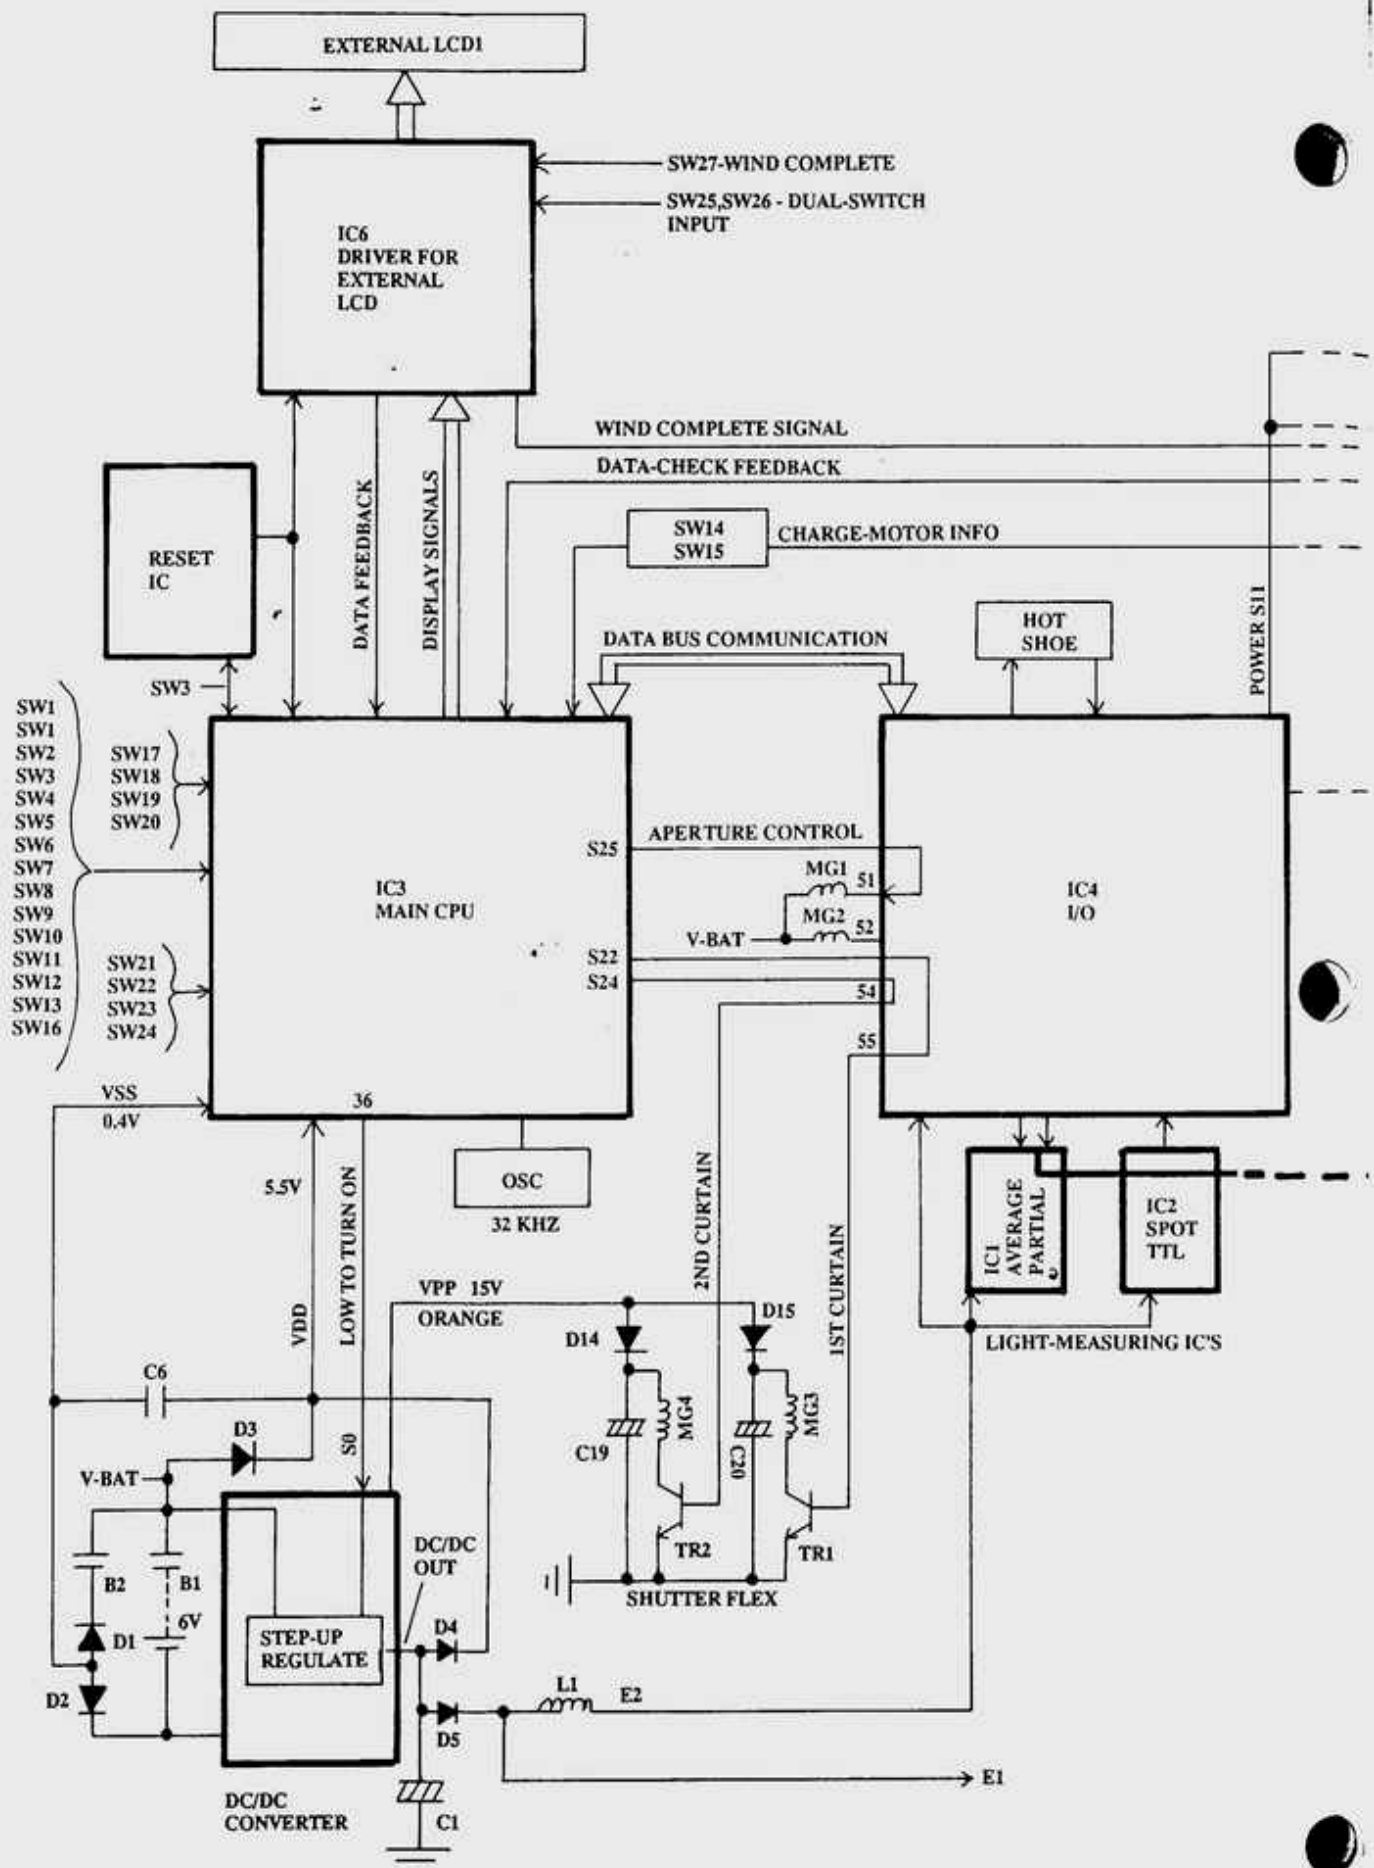 EXTERNAL LCD1
SW27-WIND COMPLETE
SW25,SW26 - DUAL-SWITCH
INPUT
IC6
DRIVER FOR
EXTERNAL
LCD
WIND COMPLETE SIGNAL
DATA-CHECK FEEDBACK
RESET
IC
DATA FEEDBACK
DISPLAY SIGNALS
SW14
SW15
CHARGE-MOTOR INFO
DATA BUS COMMUNICATION
HOT
SHOE
POWER S11
SW3
SW1
SW1
SW2
SW3
SW4
SW5
SW6
SW7
SW8
SW9
SW10
SW11
SW12
SW13
SW16
SW17
SW18
SW19
SW20
SW21
SW22
SW23
SW24
IC3
MAIN CPU
S25
APERTURE CONTROL
MG1
51
MG2
52
V-BAT
S22
S24
54
55
IC4
I/O
VSS
0.4V
36
5.5V
OSC
32 KHZ
VDD
LOW TO TURN ON
S0
2ND CURTAIN
1ST CURTAIN
IC1
AVERAGE
PARTIAL
IC2
SPOT
TTL
LIGHT-MEASURING IC'S
VPP 15V
ORANGE
D14
D15
MG4
MG3
C19
C20
TR2
TR1
SHUTTER FLEX
C6
D3
V-BAT
B2
B1
6V
D1
D2
STEP-UP
REGULATE
DC/DC
OUT
D4
D5
L1
E2
E1
C1
DC/DC
CONVERTER